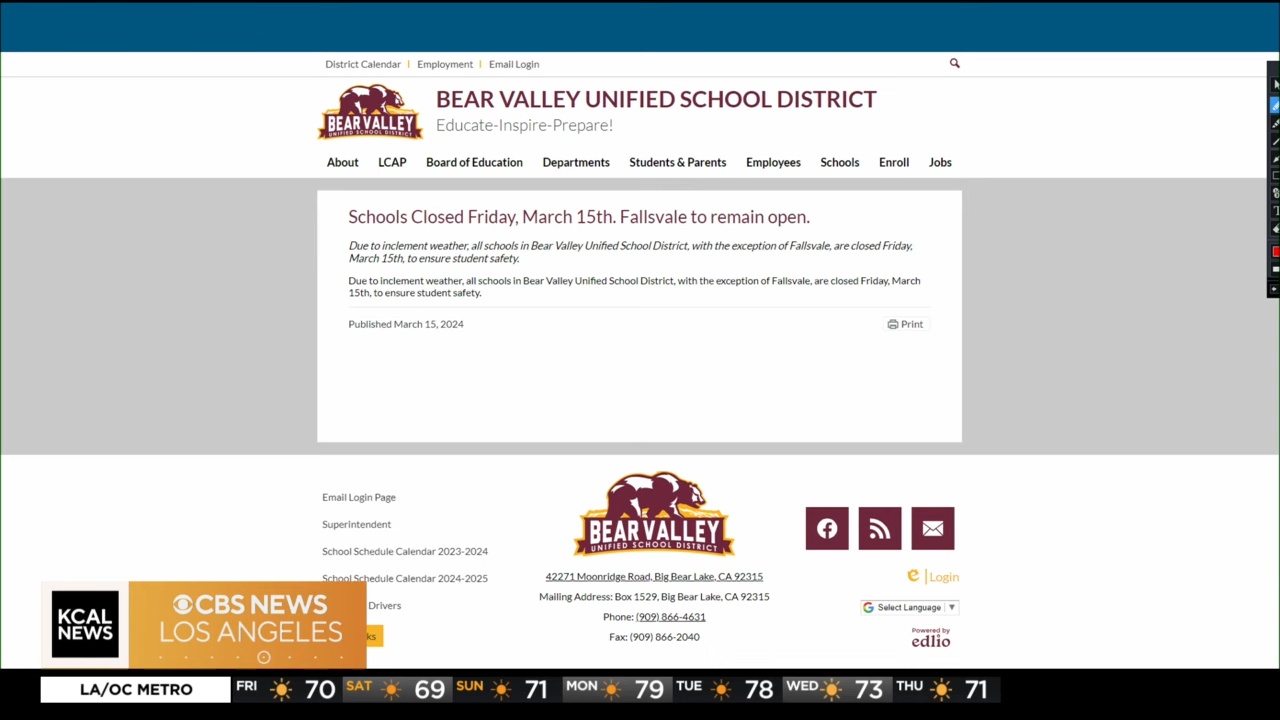 District Calendar
Employment
Email Login
BEAR VALLEY
UNIFIED SCHOOL DISTRICT
BEAR VALLEY UNIFIED SCHOOL DISTRICT
Educate-Inspire-Prepare!
About LCAP Board of Education Departments Students & Parents Employees Schools Enroll Jobs
Schools Closed Friday, March 15th. Fallsvale to remain open.
Due to inclement weather, all schools in Bear Valley Unified School District, with the exception of Fallsvale, are closed Friday,
March 15th, to ensure student safety.
Due to inclement weather, all schools in Bear Valley Unified School District, with the exception of Fallsvale, are closed Friday, March
15th, to ensure student safety.
Published March 15, 2024
Print
Email Login Page
Superintendent
School Schedule Calendar 2023-2024
School Schedule Calendar 2024-2025
Drivers
ks
BEAR VALLEY
UNIFIED SCHOOL DISTRICT
42271 Moonridge Road, Big Bear Lake, CA 92315
Mailing Address: Box 1529, Big Bear Lake, CA 92315
Phone: (909) 866-4631
Fax: (909) 866-2040
Login
Select Language
Powered by
edlio
KCAL
NEWS
CBS NEWS
LOS ANGELES
LA/OC METRO
FRI 70 SAT 69 SUN 71 MON 79 TUE 78 WED 73 THU 71